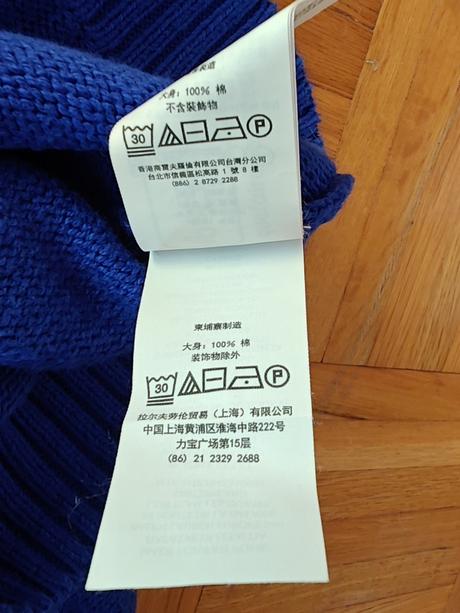 製造
大身: 100% 棉
不含裝飾物
30 P
香港商爾夫羅倫有限公司台灣分公司
台北市信義區松高路 1 號 8 樓
(886) 2 8729 2288
柬埔寨制造
大身: 100% 棉
装饰物除外
30 P
拉尔夫劳伦贸易 (上海) 有限公司
中国上海黄浦区淮海中路222号
力宝广场第15层
(86) 21 2329 2688